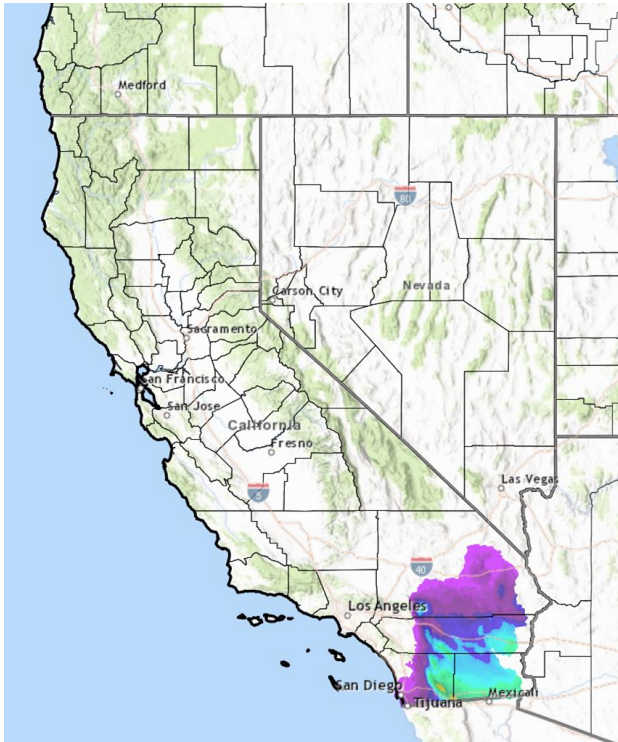 Medford
80
Carson City
Nevada
Sacramento
San Francisco
San Jose
California
Fresno
5
Las Vegas
40
Los Angeles
San Diego
Mexicali
Tijuana